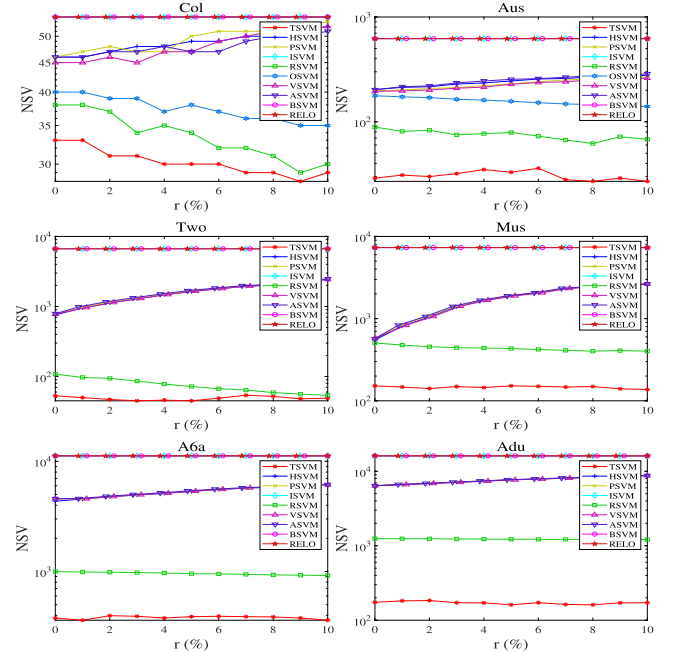 Col
NSV
50
45
40
35
30
0
2
4
6
8
10
r (%)
TSVM
HSVM
PSVM
ISVM
RSVM
OSVM
VSVM
ASVM
BSVM
RELO
Aus
NSV
10³
10²
0
2
4
6
8
10
r (%)
TSVM
HSVM
PSVM
ISVM
RSVM
OSVM
VSVM
ASVM
BSVM
RELO
Two
NSV
10⁴
10³
10²
0
2
4
6
8
10
r (%)
TSVM
HSVM
PSVM
ISVM
RSVM
VSVM
ASVM
BSVM
RELO
Mus
NSV
10⁴
10³
10²
0
2
4
6
8
10
r (%)
TSVM
HSVM
PSVM
ISVM
RSVM
VSVM
ASVM
BSVM
RELO
A6a
NSV
10⁴
10³
0
2
4
6
8
10
r (%)
TSVM
HSVM
PSVM
ISVM
RSVM
VSVM
ASVM
BSVM
RELO
Adu
NSV
10⁴
10³
10²
0
2
4
6
8
10
r (%)
TSVM
HSVM
PSVM
ISVM
RSVM
VSVM
ASVM
BSVM
RELO